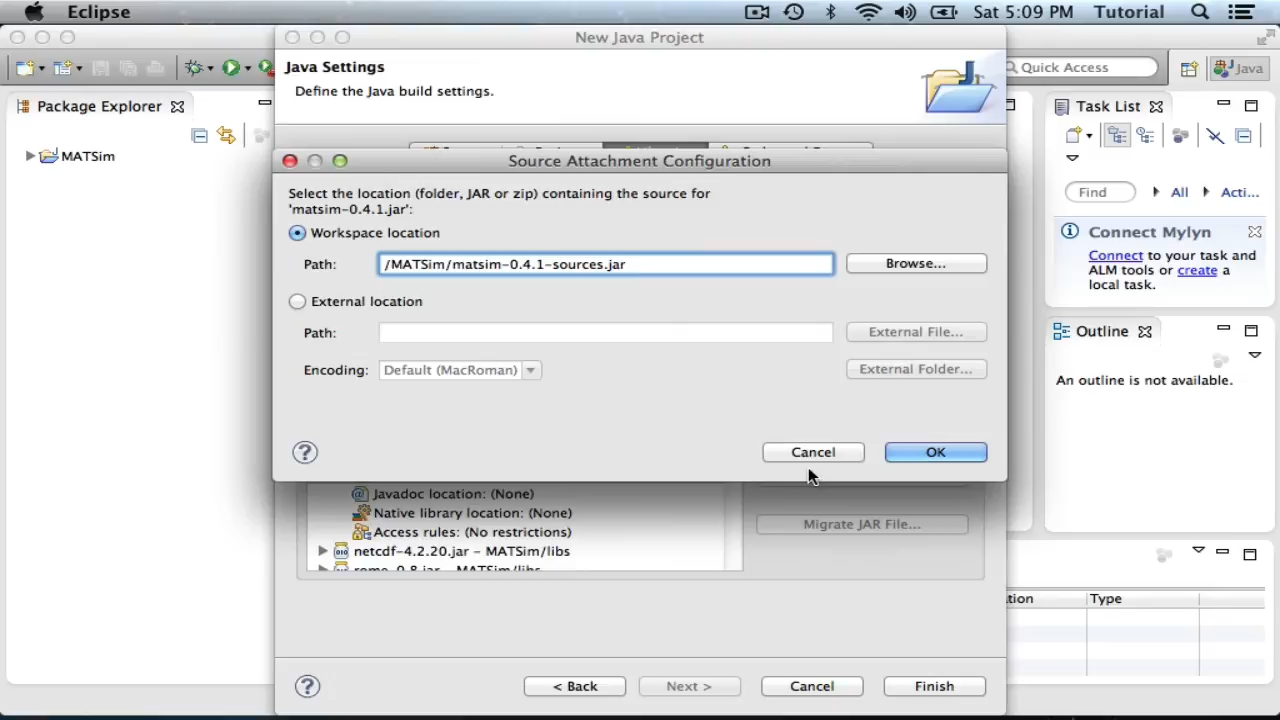 Eclipse Sat 5:09 PM Tutorial
New Java Project
Java Settings
Define the Java build settings.
Quick Access
Java
Package Explorer
MATSim
Source Attachment Configuration
Select the location (folder, JAR or zip) containing the source for
'matsim-0.4.1.jar':
Workspace location
Path: /MATSim/matsim-0.4.1-sources.jar Browse...
External location
Path: External File...
Encoding: Default (MacRoman) External Folder...
Cancel OK
Javadoc location: (None)
Native library location: (None)
Access rules: (No restrictions)
netcdf-4.2.20.jar - MATSim/libs
rome-0.8.jar - MATSim/libs
Migrate JAR File...
< Back Next > Cancel Finish
Task List
Find All Acti...
Connect Mylyn
Connect to your task and
ALM tools or create a
local task.
Outline
An outline is not available.
Type